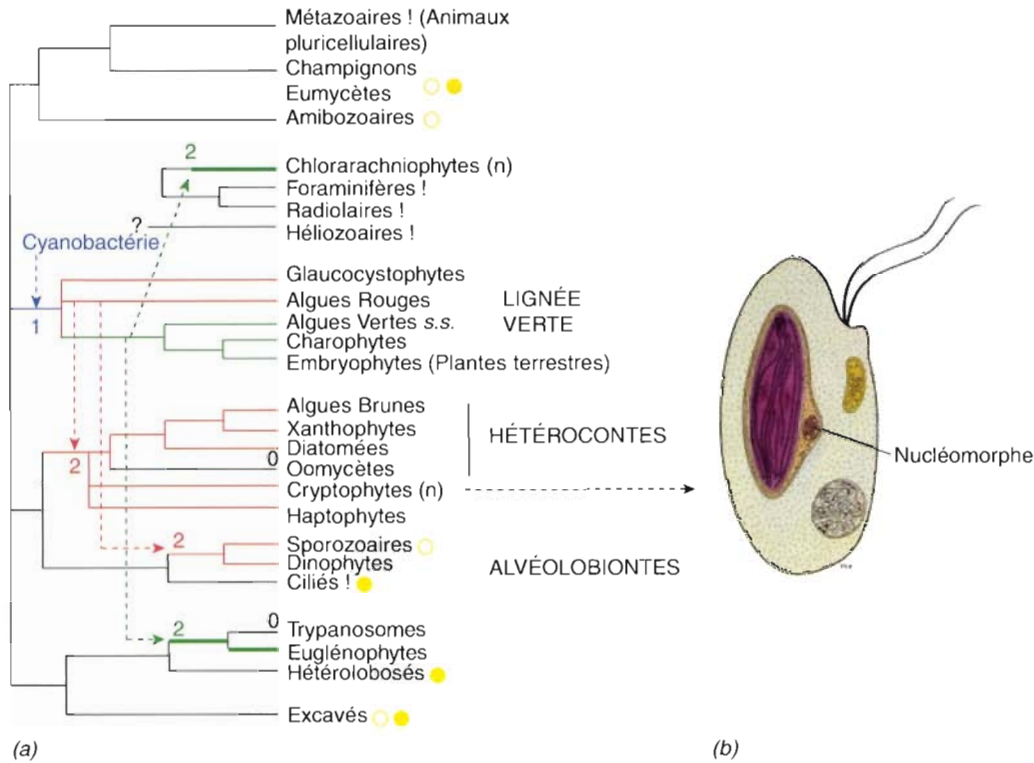 Métazoaires ! (Animaux
pluricellulaires)
Champignons
Eumycètes
Amibozoaires
2
Chlorarachniophytes (n)
Foraminifères !
Radiolaires !
?
Héliozoaires !
Cyanobactérie
1
Glaucocystophytes
Algues Rouges
Algues Vertes s.s.
Charophytes
Embryophytes (Plantes terrestres)
LIGNÉE
VERTE
Algues Brunes
Xanthophytes
Diatomées
0
Oomycètes
HÉTÉROCONTES
2
Cryptophytes (n)
Haptophytes
2
Sporozoaires
Dinophytes
Ciliés !
ALVÉOLOBIONTES
0
2
Trypanosomes
Euglénophytes
Hétérolobosés
Excavés
(a)
Nucléomorphe
(b)